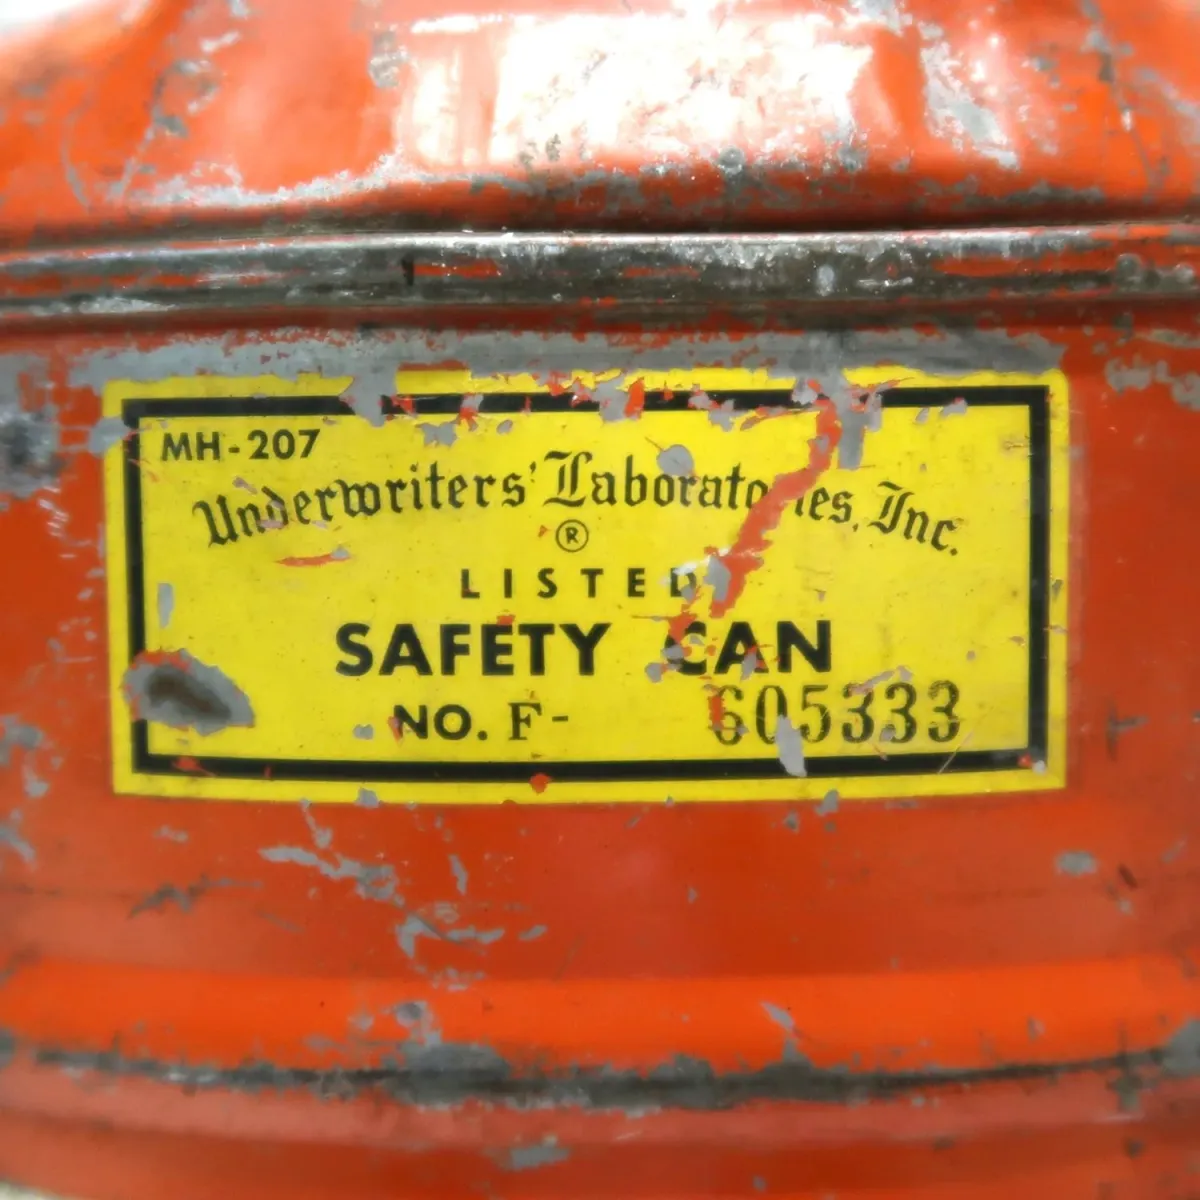 MH-207
Underwriters' Laboratories, Inc.
®
LISTED
SAFETY CAN
NO. F- 605333